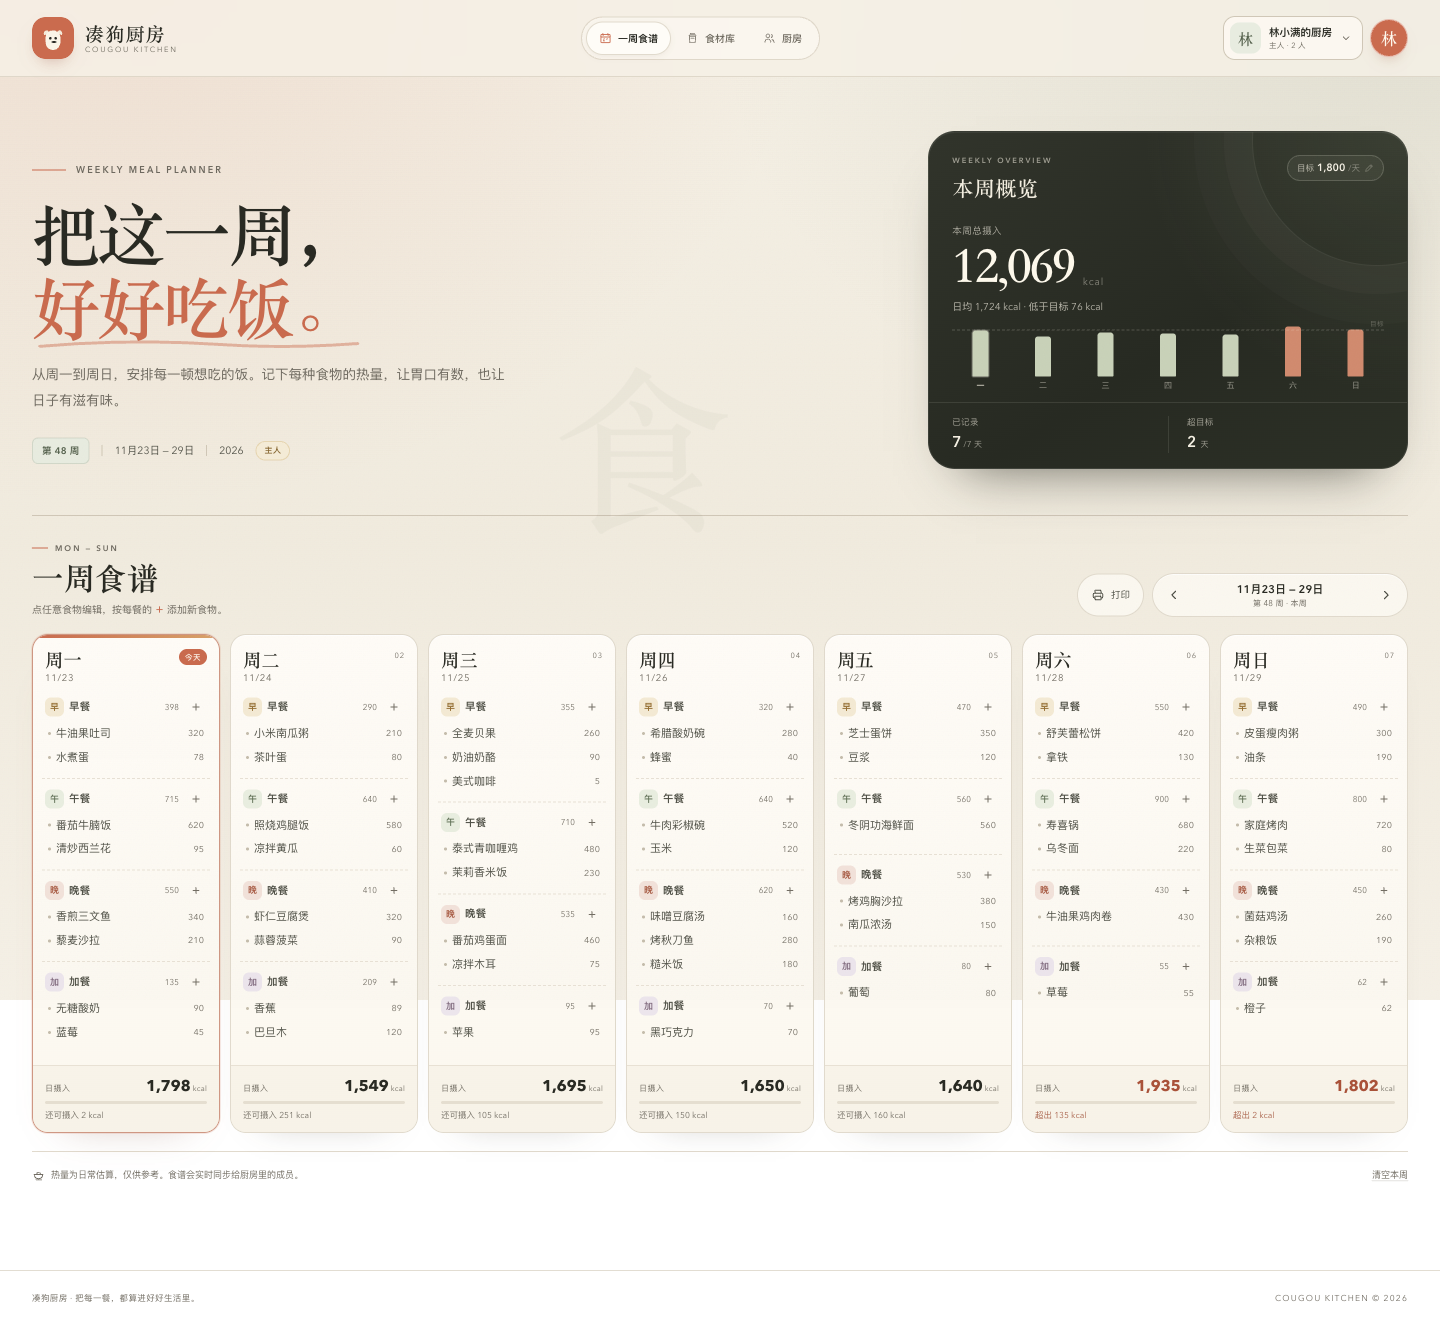 凑狗厨房
COUGOU KITCHEN
一周食谱
食材库
厨房
林
林小满的厨房
主人 · 2 人
林
WEEKLY MEAL PLANNER
把这一周，
好好吃饭。
从周一到周日，安排每一顿想吃的饭。记下每种食物的热量，让胃口有数，也让
日子有滋有味。
第 48 周
11月23日 – 29日
2026
主人
食
WEEKLY OVERVIEW
本周概览
目标 1,800 /天
本周总摄入
12,069 kcal
日均 1,724 kcal · 低于目标 76 kcal
目标
一 二 三 四 五 六 日
已记录
7 /7 天
超目标
2 天
MON – SUN
一周食谱
点任意食物编辑，按每餐的 + 添加新食物。
打印
11月23日 – 29日
第 48 周 · 本周
周一
今天
11/23
早 早餐 398 +
牛油果吐司 320
水煮蛋 78
午 午餐 715 +
番茄牛腩饭 620
清炒西兰花 95
晚 晚餐 550 +
香煎三文鱼 340
藜麦沙拉 210
加 加餐 135 +
无糖酸奶 90
蓝莓 45
日摄入 1,798 kcal
还可摄入 2 kcal
周二 02
11/24
早 早餐 290 +
小米南瓜粥 210
茶叶蛋 80
午 午餐 640 +
照烧鸡腿饭 580
凉拌黄瓜 60
晚 晚餐 410 +
虾仁豆腐煲 320
蒜蓉菠菜 90
加 加餐 209 +
香蕉 89
巴旦木 120
日摄入 1,549 kcal
还可摄入 251 kcal
周三 03
11/25
早 早餐 355 +
全麦贝果 260
奶油奶酪 90
美式咖啡 5
午 午餐 710 +
泰式青咖喱鸡 480
茉莉香米饭 230
晚 晚餐 535 +
番茄鸡蛋面 460
凉拌木耳 75
加 加餐 95 +
苹果 95
日摄入 1,695 kcal
还可摄入 105 kcal
周四 04
11/26
早 早餐 320 +
希腊酸奶碗 280
蜂蜜 40
午 午餐 640 +
牛肉彩椒碗 520
玉米 120
晚 晚餐 620 +
味噌豆腐汤 160
烤秋刀鱼 280
糙米饭 180
加 加餐 70 +
黑巧克力 70
日摄入 1,650 kcal
还可摄入 150 kcal
周五 05
11/27
早 早餐 470 +
芝士蛋饼 350
豆浆 120
午 午餐 560 +
冬阴功海鲜面 560
晚 晚餐 530 +
烤鸡胸沙拉 380
南瓜浓汤 150
加 加餐 80 +
葡萄 80
日摄入 1,640 kcal
还可摄入 160 kcal
周六 06
11/28
早 早餐 550 +
舒芙蕾松饼 420
拿铁 130
午 午餐 900 +
寿喜锅 680
乌冬面 220
晚 晚餐 430 +
牛油果鸡肉卷 430
加 加餐 55 +
草莓 55
日摄入 1,935 kcal
超出 135 kcal
周日 07
11/29
早 早餐 490 +
皮蛋瘦肉粥 300
油条 190
午 午餐 800 +
家庭烤肉 720
生菜包菜 80
晚 晚餐 450 +
菌菇鸡汤 260
杂粮饭 190
加 加餐 62 +
橙子 62
日摄入 1,802 kcal
超出 2 kcal
热量为日常估算，仅供参考。食谱会实时同步给厨房里的成员。
清空本周
凑狗厨房 · 把每一餐，都算进好好生活里。
COUGOU KITCHEN © 2026